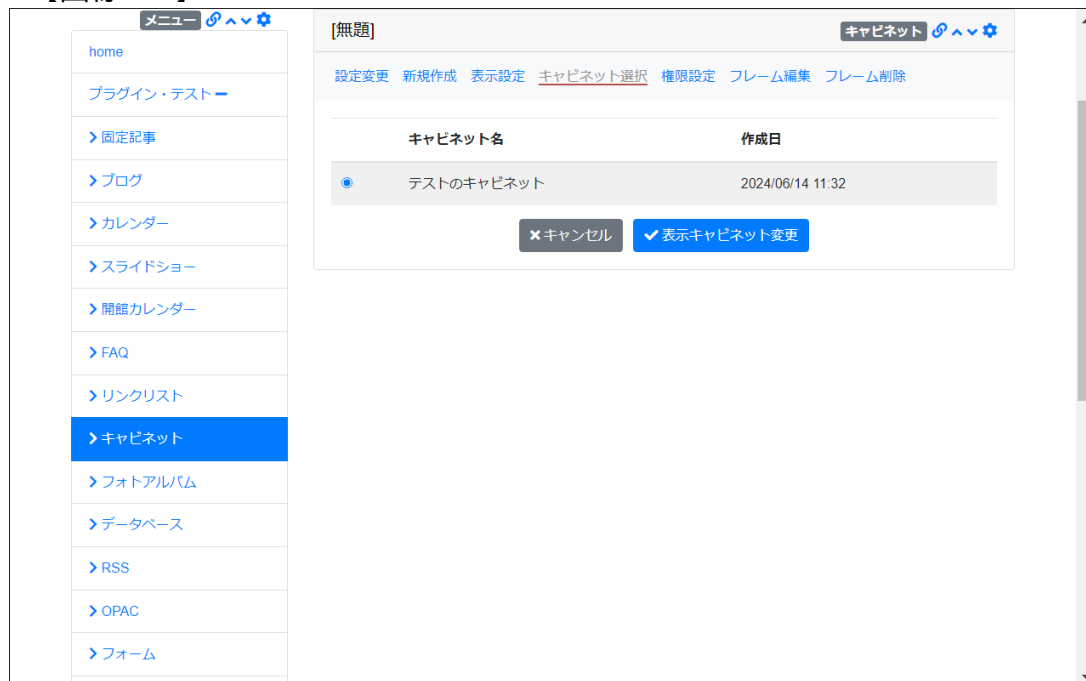 メニュー
home
プラグイン・テスト
固定記事
ブログ
カレンダー
スライドショー
開館カレンダー
FAQ
リンクリスト
キャビネット
フォトアルバム
データベース
RSS
OPAC
フォーム
[無題] キャビネット
設定変更 新規作成 表示設定 キャビネット選択 権限設定 フレーム編集 フレーム削除
キャビネット名 作成日
テストのキャビネット 2024/06/14 11:32
キャンセル 表示キャビネット変更